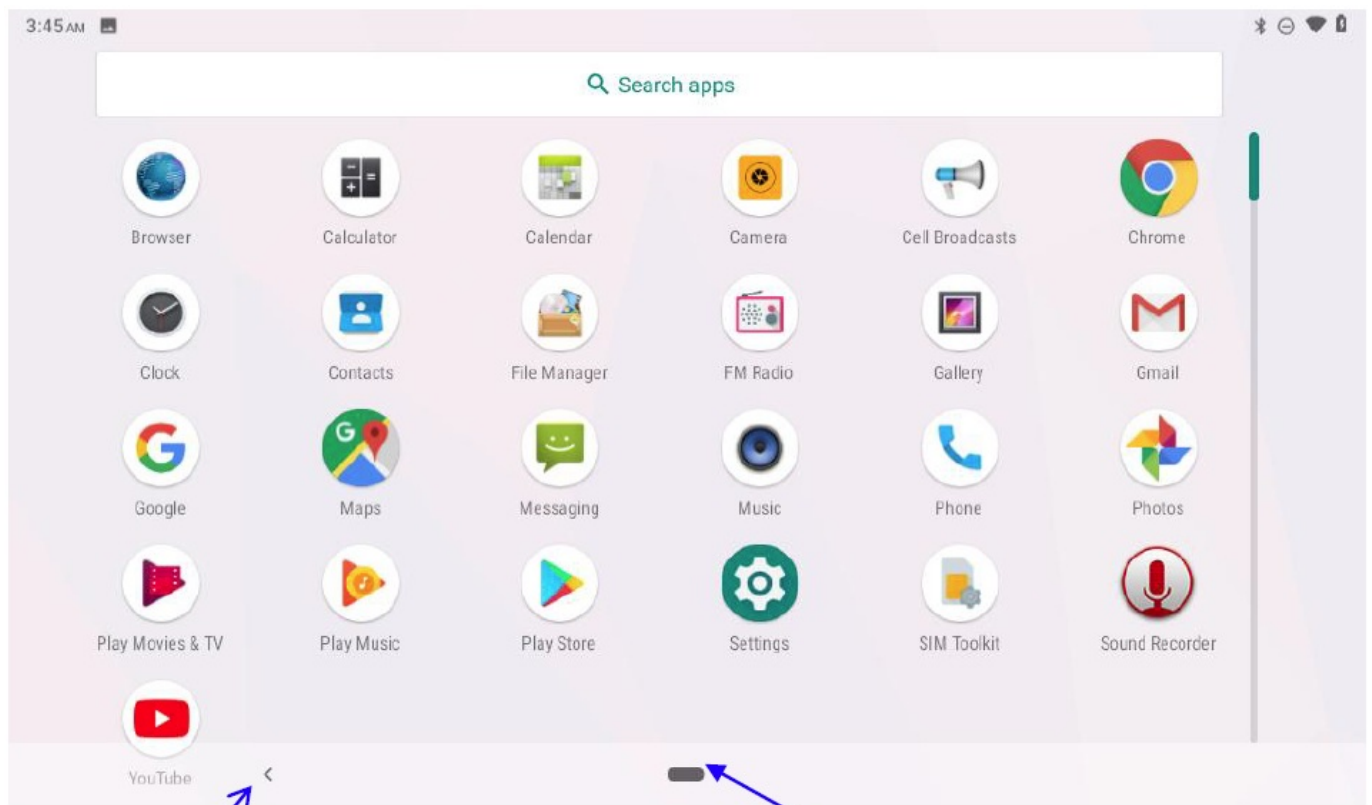 3:45 AM
Search apps
Browser Calculator Calendar Camera Cell Broadcasts Chrome
Clock Contacts File Manager FM Radio Gallery Gmail
G
Google Maps Messaging Music Phone Photos
Play Movies & TV Play Music Play Store Settings SIM Toolkit Sound Recorder
YouTube